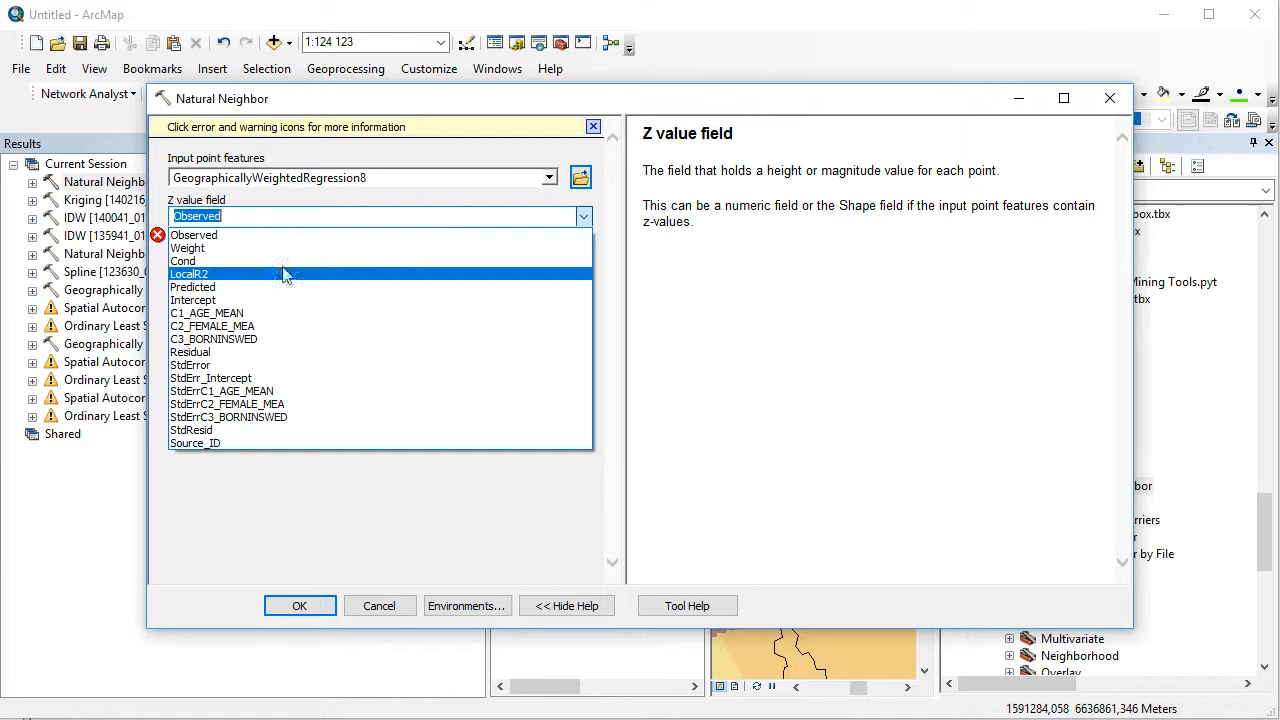 Untitled - ArcMap
1:124 123
File Edit View Bookmarks Insert Selection Geoprocessing Customize Windows Help
Network Analyst
Natural Neighbor
Click error and warning icons for more information
Input point features
GeographicallyWeightedRegression8
Z value field
Observed
Observed
Weight
Cond
LocalR2
Predicted
Intercept
C1_AGE_MEAN
C2_FEMALE_MEA
C3_BORNINSWED
Residual
StdError
StdErr_Intercept
StdErrC1_AGE_MEAN
StdErrC2_FEMALE_MEA
StdErrC3_BORNINSWED
StdResid
Source_ID
OK Cancel Environments... << Hide Help Tool Help
Z value field
The field that holds a height or magnitude value for each point.
This can be a numeric field or the Shape field if the input point features contain
z-values.
Results
Current Session
Natural Neighb
Kriging [140216
IDW [140041_01
IDW [135941_01
Natural Neighb
Spline [123630_0
Geographically
Spatial Autocor
Ordinary Least S
Geographically
Spatial Autocor
Ordinary Least S
Spatial Autocor
Ordinary Least S
Shared
box.tbx
bx
Mining Tools.pyt
tbx
bor
rriers
r
r by File
Multivariate
Neighborhood
Overlay
1591284,058 6636861,346 Meters